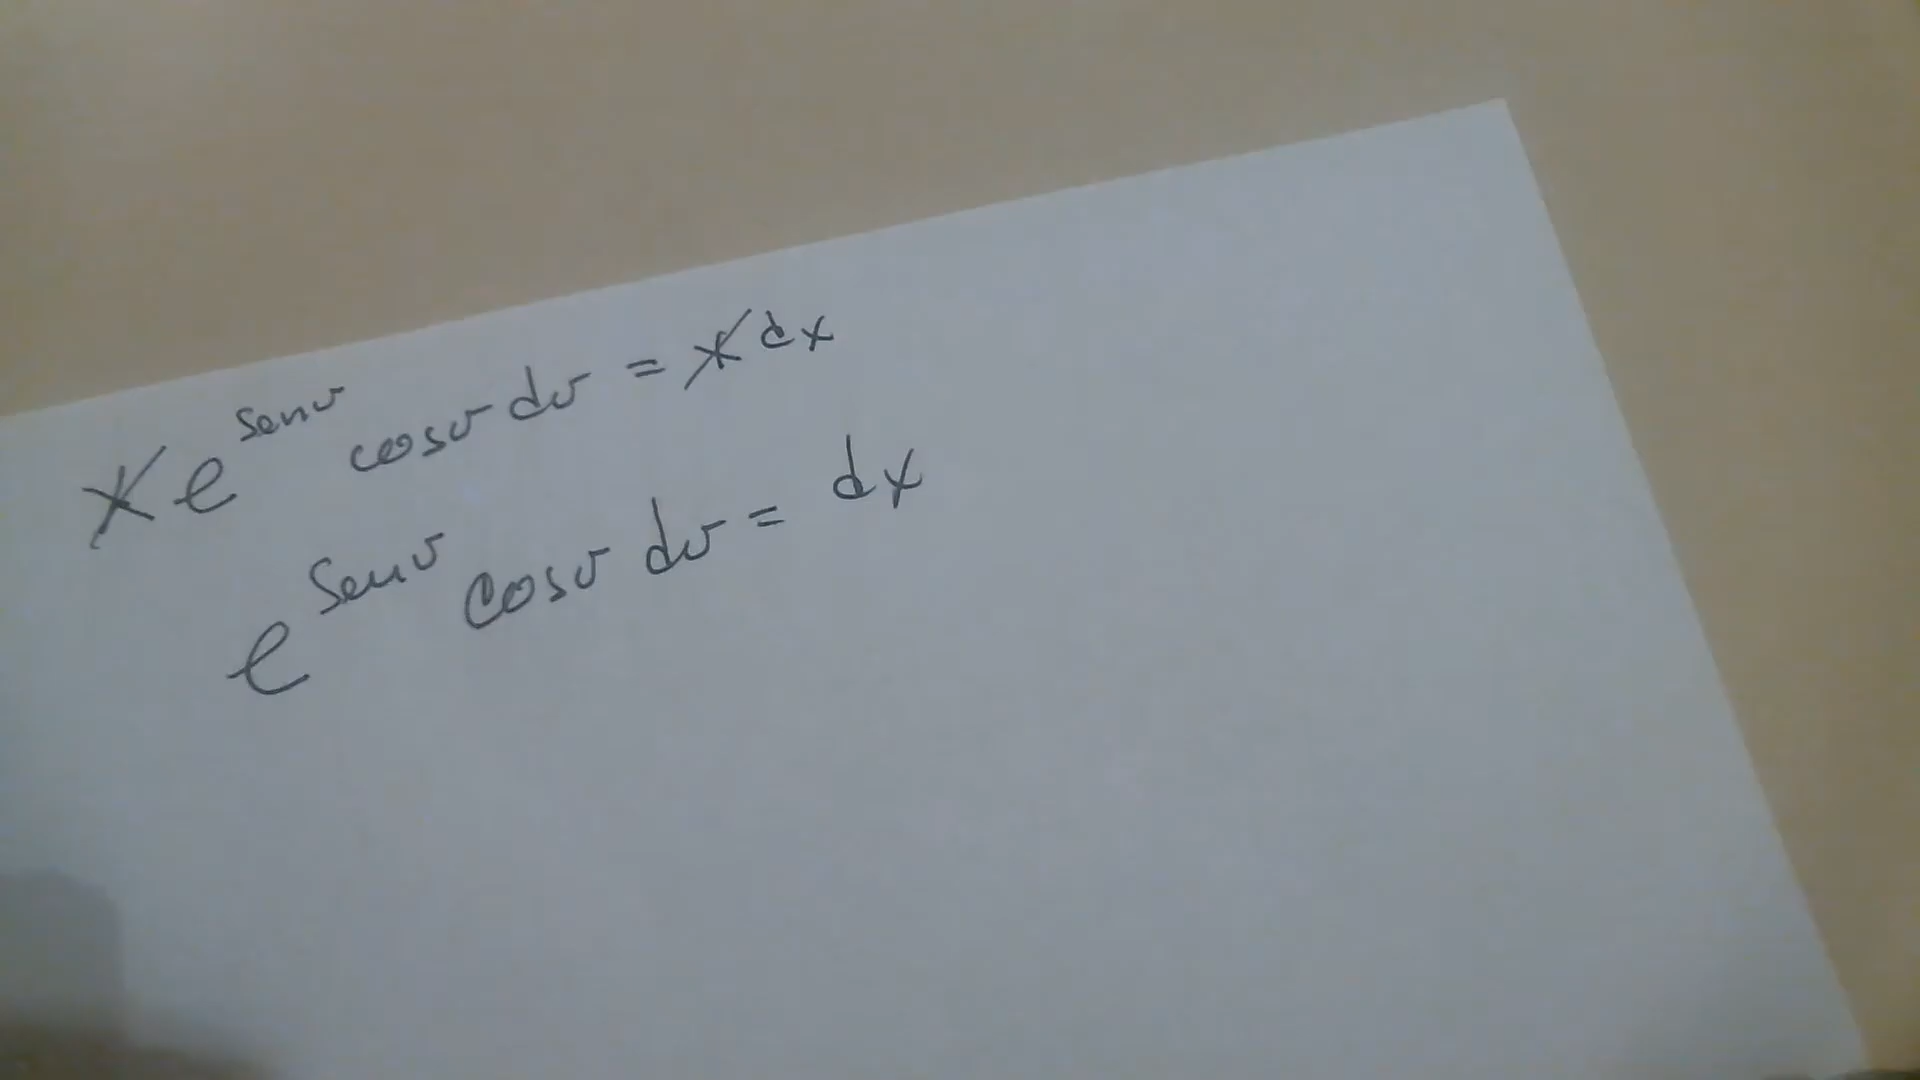 x e^senv cosv dv = x dx
e^senv cosv dv = dx